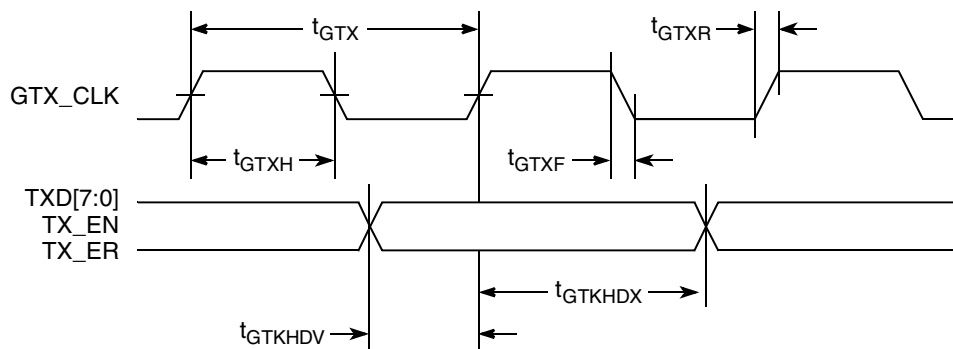 tGTX
tGTXR
GTX_CLK
tGTXH
tGTXF
TXD[7:0]
TX_EN
TX_ER
tGTKHDX
tGTKHDV